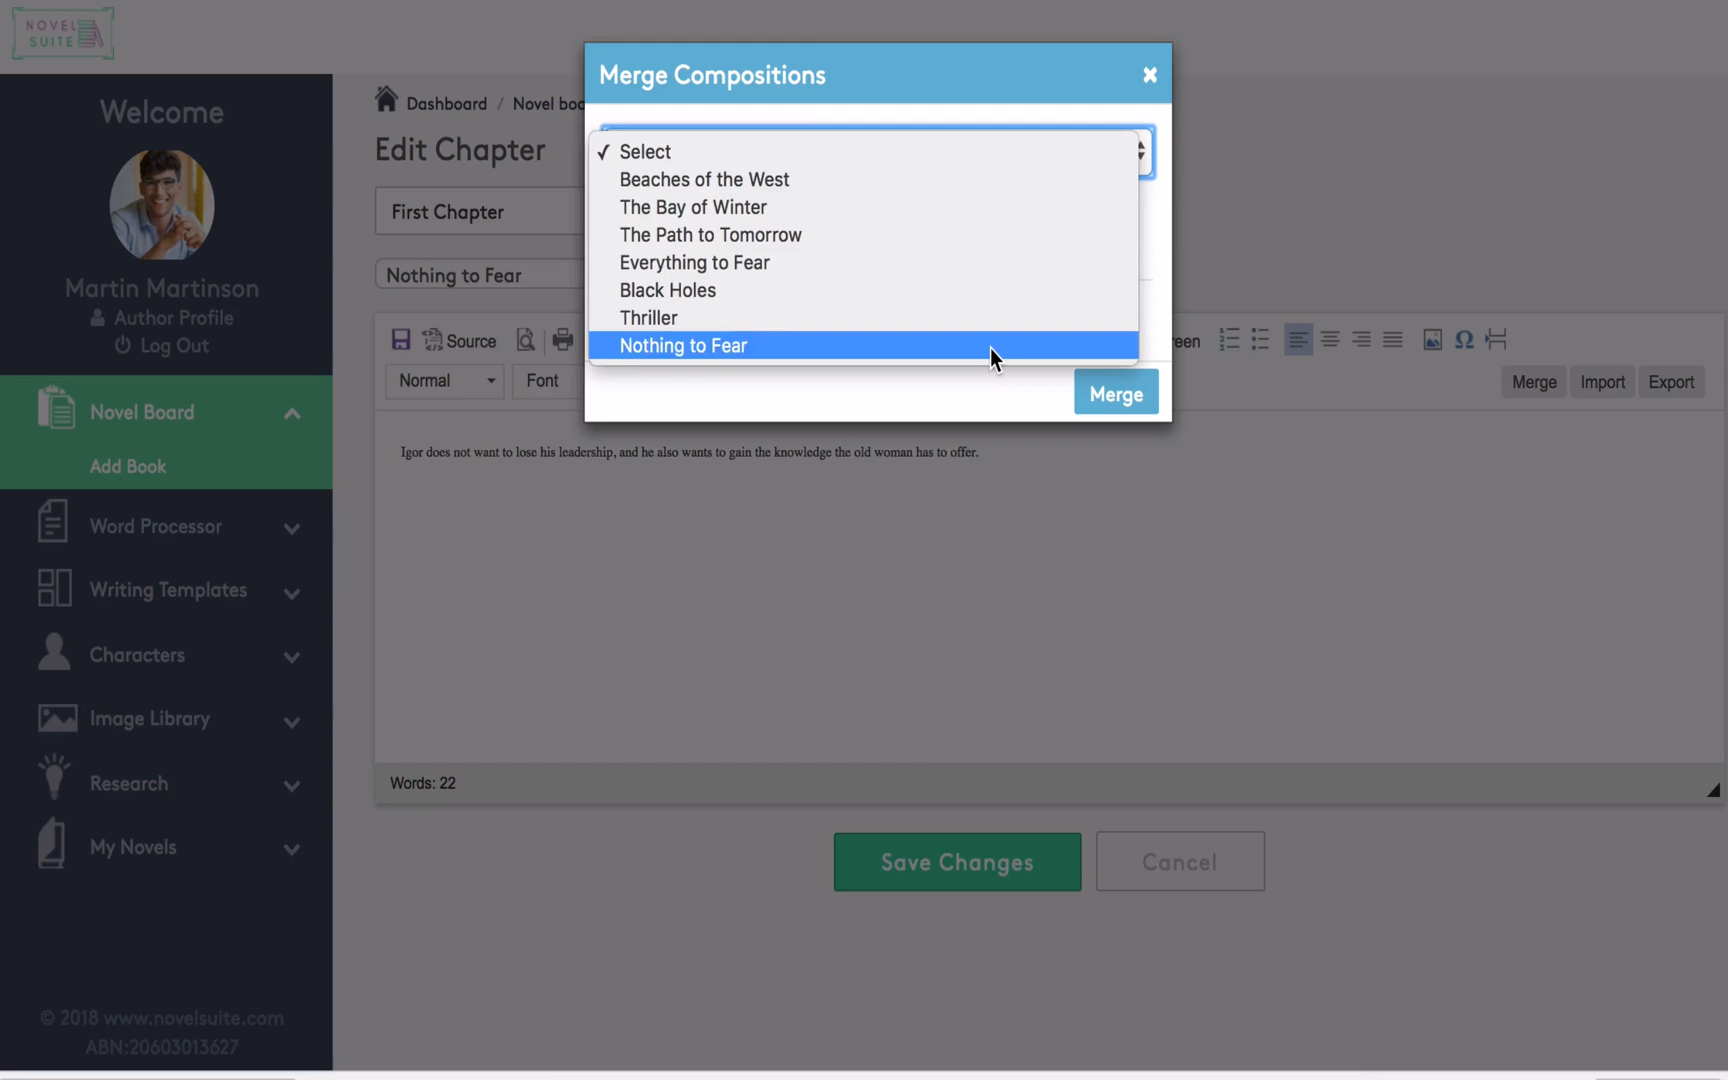 NOVEL
SUITE
Welcome
Martin Martinson
Author Profile
Log Out
Novel Board
Add Book
Word Processor
Writing Templates
Characters
Image Library
Research
My Novels
© 2018 www.novelsuite.com
ABN:20603013627
Dashboard / Novel boa
Edit Chapter
First Chapter
Nothing to Fear
Source
een
Normal
Font
Merge
Import
Export
Igor does not want to lose his leadership, and he also wants to gain the knowledge the old woman has to offer.
Words: 22
Save Changes
Cancel
Merge Compositions
Select
Beaches of the West
The Bay of Winter
The Path to Tomorrow
Everything to Fear
Black Holes
Thriller
Nothing to Fear
Merge